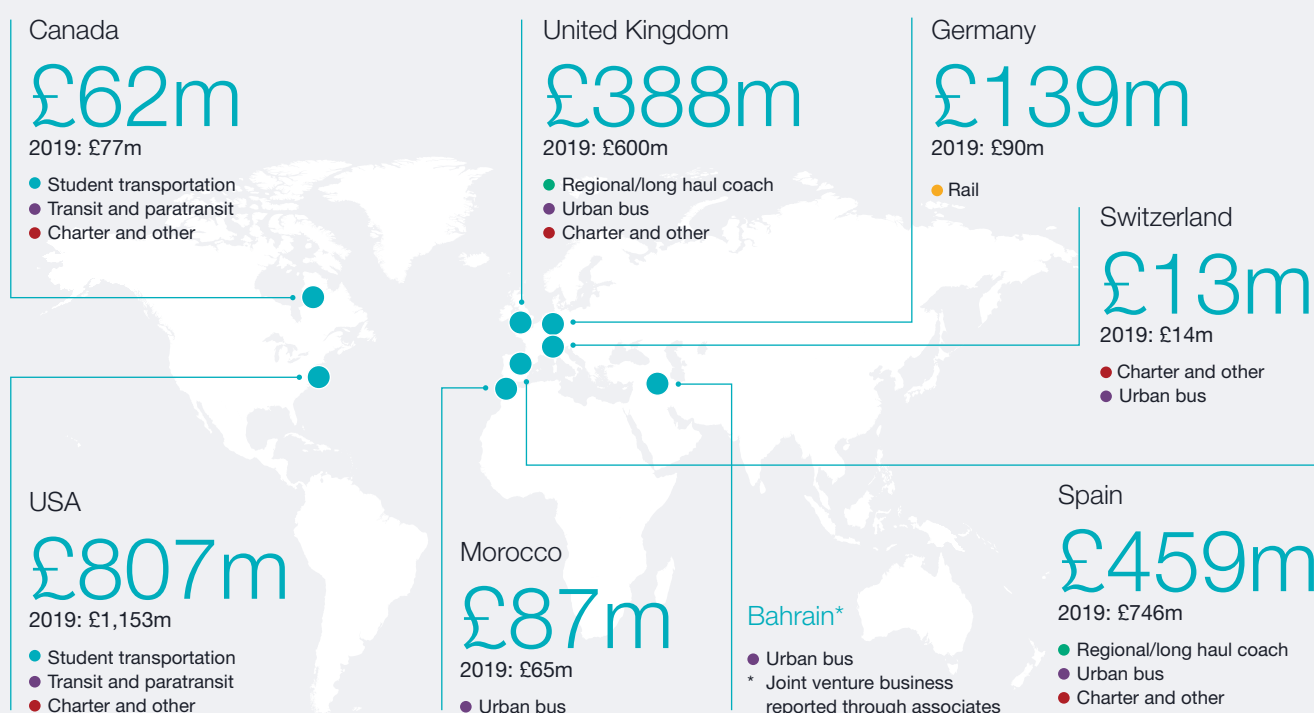 Canada
£62m
2019: £77m
Student transportation
Transit and paratransit
Charter and other
United Kingdom
£388m
2019: £600m
Regional/long haul coach
Urban bus
Charter and other
Germany
£139m
2019: £90m
Rail
Switzerland
£13m
2019: £14m
Charter and other
Urban bus
USA
£807m
2019: £1,153m
Student transportation
Transit and paratransit
Charter and other
Morocco
£87m
2019: £65m
Urban bus
Bahrain*
Urban bus
* Joint venture business
reported through associates
Spain
£459m
2019: £746m
Regional/long haul coach
Urban bus
Charter and other